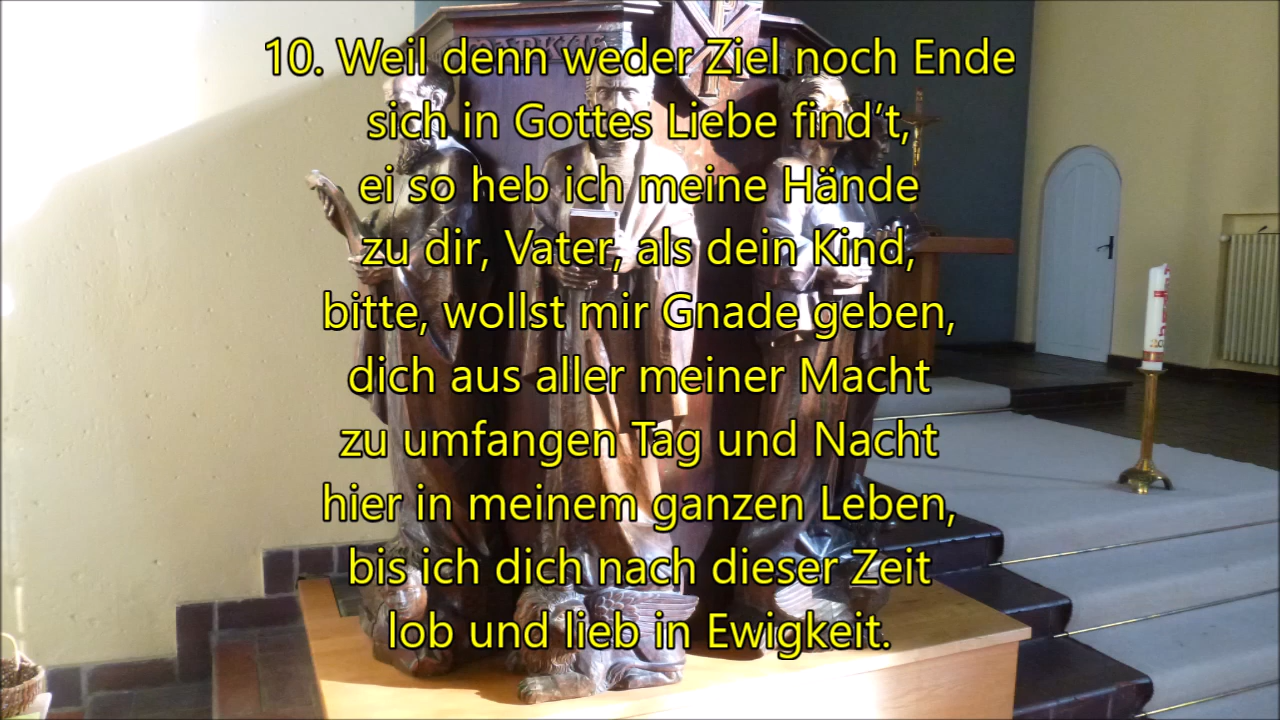 10. Weil denn weder Ziel noch Ende
sich in Gottes Liebe find’t,
ei so heb ich meine Hände
zu dir, Vater, als dein Kind,
bitte, wollst mir Gnade geben,
dich aus aller meiner Macht
zu umfangen Tag und Nacht
hier in meinem ganzen Leben,
bis ich dich nach dieser Zeit
lob und lieb in Ewigkeit.